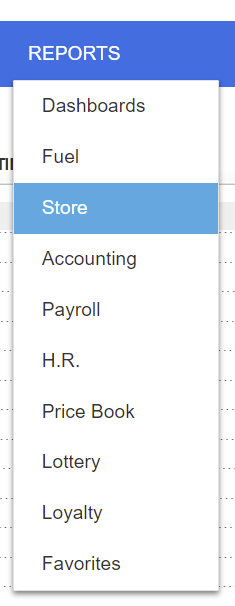 REPORTS
Dashboards
Fuel
Store
Accounting
Payroll
H.R.
Price Book
Lottery
Loyalty
Favorites